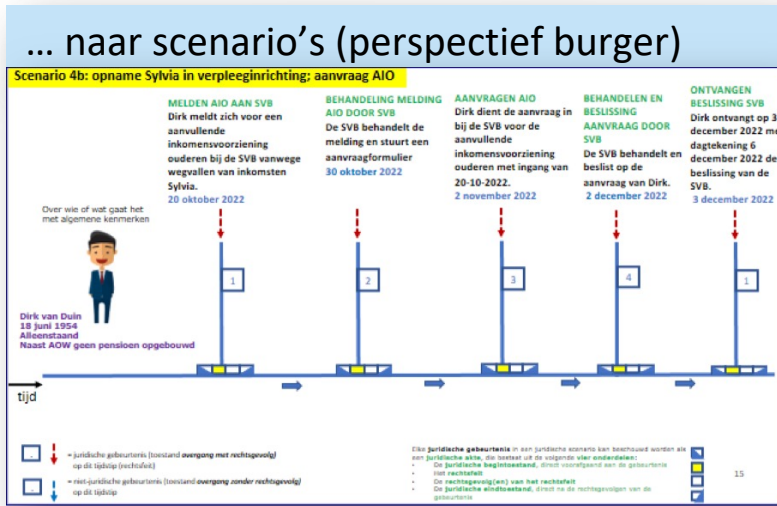 ... naar scenario's (perspectief burger)
Scenario 4b: opname Sylvia in verpleeginrichting; aanvraag AIO
MELDEN AIO AAN SVB
Dirk meldt zich voor een
aanvullende
inkomensvoorziening
ouderen bij de SVB vanwege
wegvallen van inkomsten
Sylvia.
20 oktober 2022
BEHANDELING MELDING
AIO DOOR SVB
De SVB behandelt de
melding en stuurt een
aanvraagformulier
30 oktober 2022
AANVRAGEN AIO
Dirk dient de aanvraag in
bij de SVB voor de
aanvullende
inkomensvoorziening
ouderen met ingang van
20-10-2022.
2 november 2022
BEHANDELEN EN
BESLISSING
AANVRAAG DOOR
SVB
De SVB behandelt en
beslist op de
aanvraag van Dirk.
2 december 2022
ONTVANGEN
BESLISSING SVB
Dirk ontvangt op 3
december 2022 me
dagtekening 6
december 2022 de
beslissing van de
SVB.
3 december 2022
Over wie of wat gaat het
met algemene kenmerken
1
2
3
4
1
Dirk van Duin
18 juni 1954
Alleenstaand
Naast AOW geen pensioen opgebouwd
tijd
= juridische gebeurtenis (toestand overgang met rechtsgevolg)
op dit tijdstip (rechtsfeit)
= niet-juridische gebeurtenis (toestand overgang zonder rechtsgevolg)
op dit tijdstip
Elke juridische gebeurtenis in een juridische scenario kan beschouwd worden als
een juridische akte, die bestaat uit de volgende vier onderdelen:
• De juridische begintoestand, direct voorafgaand aan de gebeurtenis
• Het rechtsfeit
• De rechtsgevolg(en) van het rechtsfeit
• De juridische eindtoestand, direct na de rechtsgevolgen van de
gebeurtenis
15